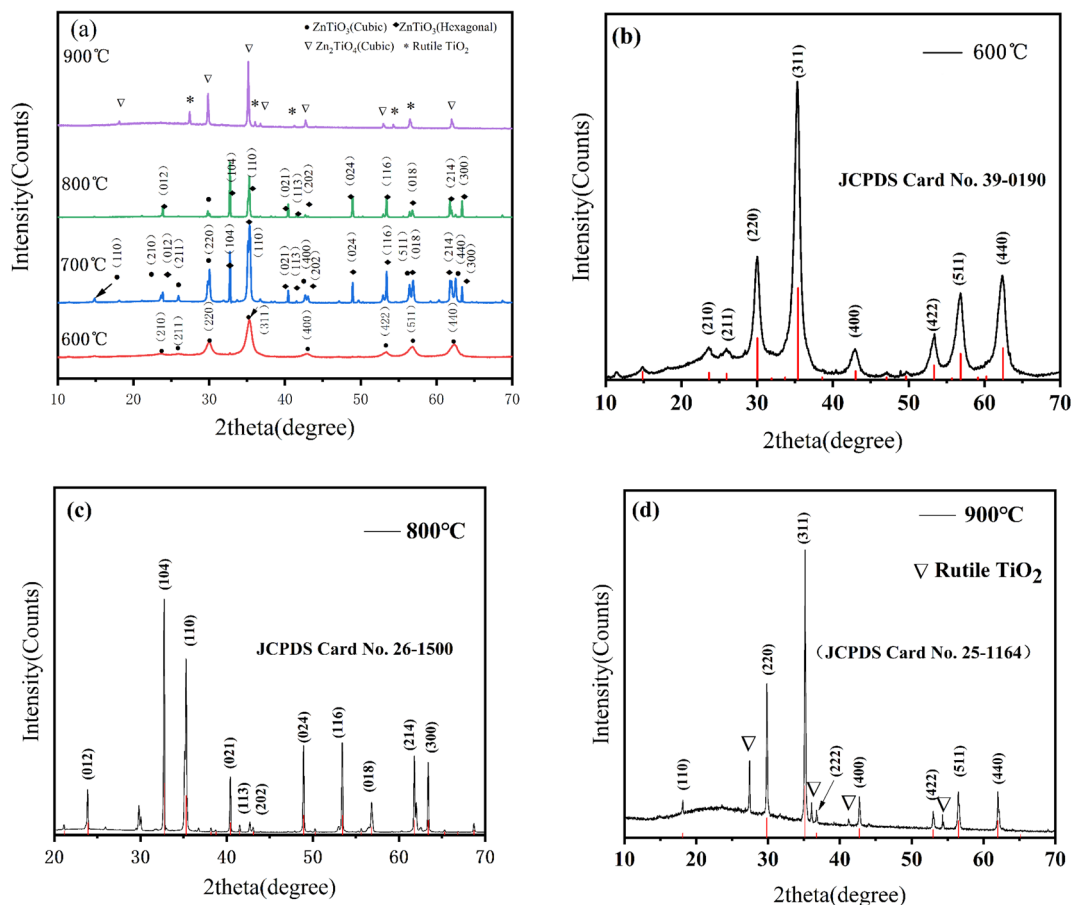 (a)
● ZnTiO3(Cubic) ◆ ZnTiO3(Hexagonal)
▽ Zn2TiO4(Cubic) * Rutile TiO2
900℃
▽ * ▽ ▽ * ▽ * ▽ ▽ * * ▽
800℃
(012) (104) (110) (021) (113) (202) (024) (116) (018) (214) (300)
700℃
(110) (210) (012) (211) (220) (104) (110) (021) (113) (400) (202) (024) (116) (511) (018) (214) (440) (300)
600℃
(210) (211) (220) (311) (400) (422) (511) (440)
10 20 30 40 50 60 70
2theta(degree)
Intensity(Counts)
(b)
600℃
JCPDS Card No. 39-0190
(210) (211) (220) (311) (400) (422) (511) (440)
10 20 30 40 50 60 70
2theta(degree)
Intensity(Counts)
(c)
800℃
JCPDS Card No. 26-1500
(012) (104) (110) (021) (113) (202) (024) (116) (018) (214) (300)
20 30 40 50 60 70
2theta(degree)
Intensity(Counts)
(d)
900℃
▽ Rutile TiO2
(JCPDS Card No. 25-1164)
(110) (220) (311) (222) (400) (422) (511) (440)
10 20 30 40 50 60 70
2theta(degree)
Intensity(Counts)